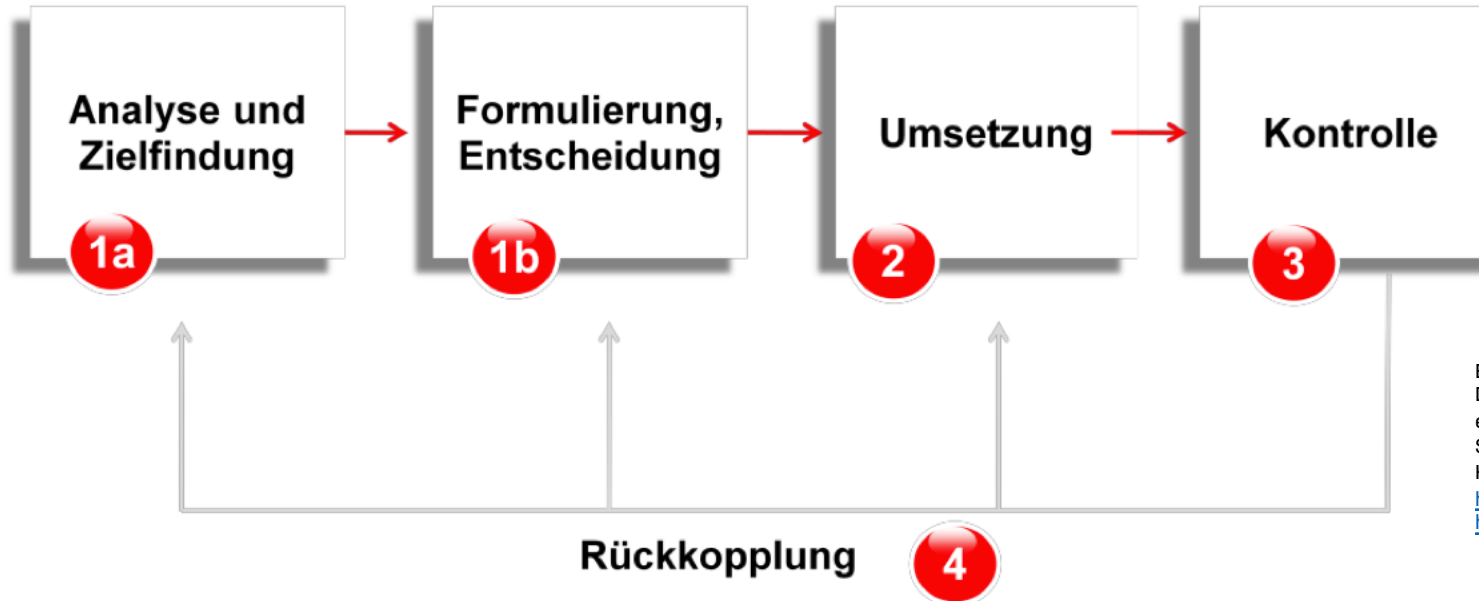 Analyse und
Zielfindung
1a
Formulierung,
Entscheidung
1b
Umsetzung
2
Kontrolle
3
Rückkopplung
4